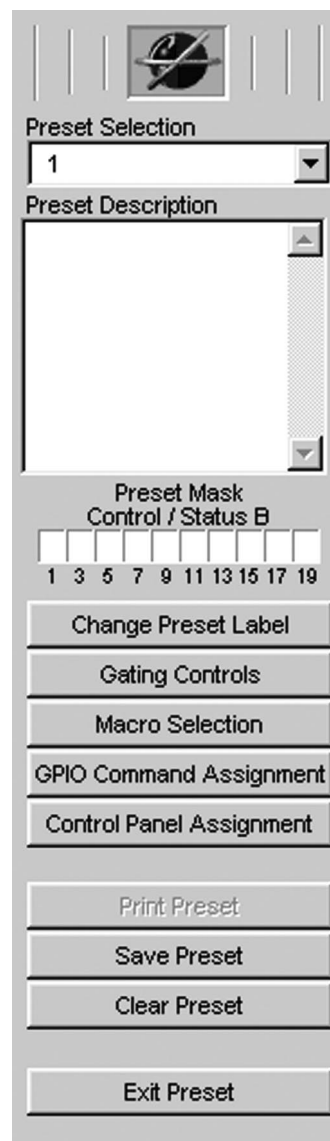 Preset Selection
1
Preset Description
Preset Mask
Control / Status B
1 3 5 7 9 11 13 15 17 19
Change Preset Label
Gating Controls
Macro Selection
GPIO Command Assignment
Control Panel Assignment
Print Preset
Save Preset
Clear Preset
Exit Preset